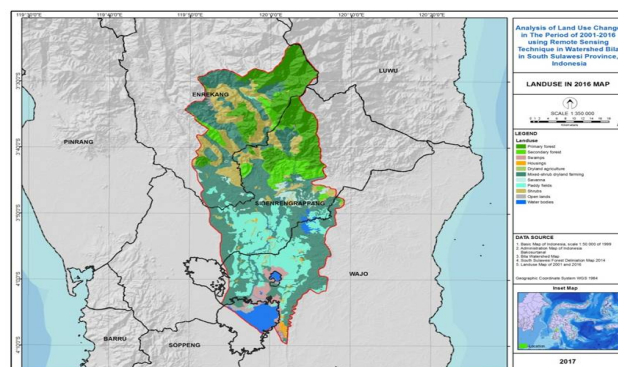 119°30'0"E
119°40'0"E
120°0'0"E
120°20'0"E
Analysis of Land Use Change
in The Period of 2001-2016
using Remote Sensing
Technique in Watershed Bila
in South Sulawesi Province,
Indonesia
LANDUSE IN 2016 MAP
SCALE 1:350 000
LEGEND
Landuse
Primary forest
Secondary forest
Swamps
Housings
Dryland agriculture
Mixed-shrub dryland farming
Savanna
Paddy fields
Shrubs
Open lands
Water bodies
DATA SOURCE
1. Basic Map of Indonesia, scale 1:50 000 of 1999
2. Administration Map of Indonesia
3. Bila Watershed Map
4. South Sulawesi Forest Delineation Map 2014
5. Landuse Map of 2001 and 2016
Geographic Coordinate System WGS 1984
Inset Map
2017
LUWU
ENREKANG
PINRANG
SIDENRENGRAPPANG
WAJO
BARRU
SOPPENG